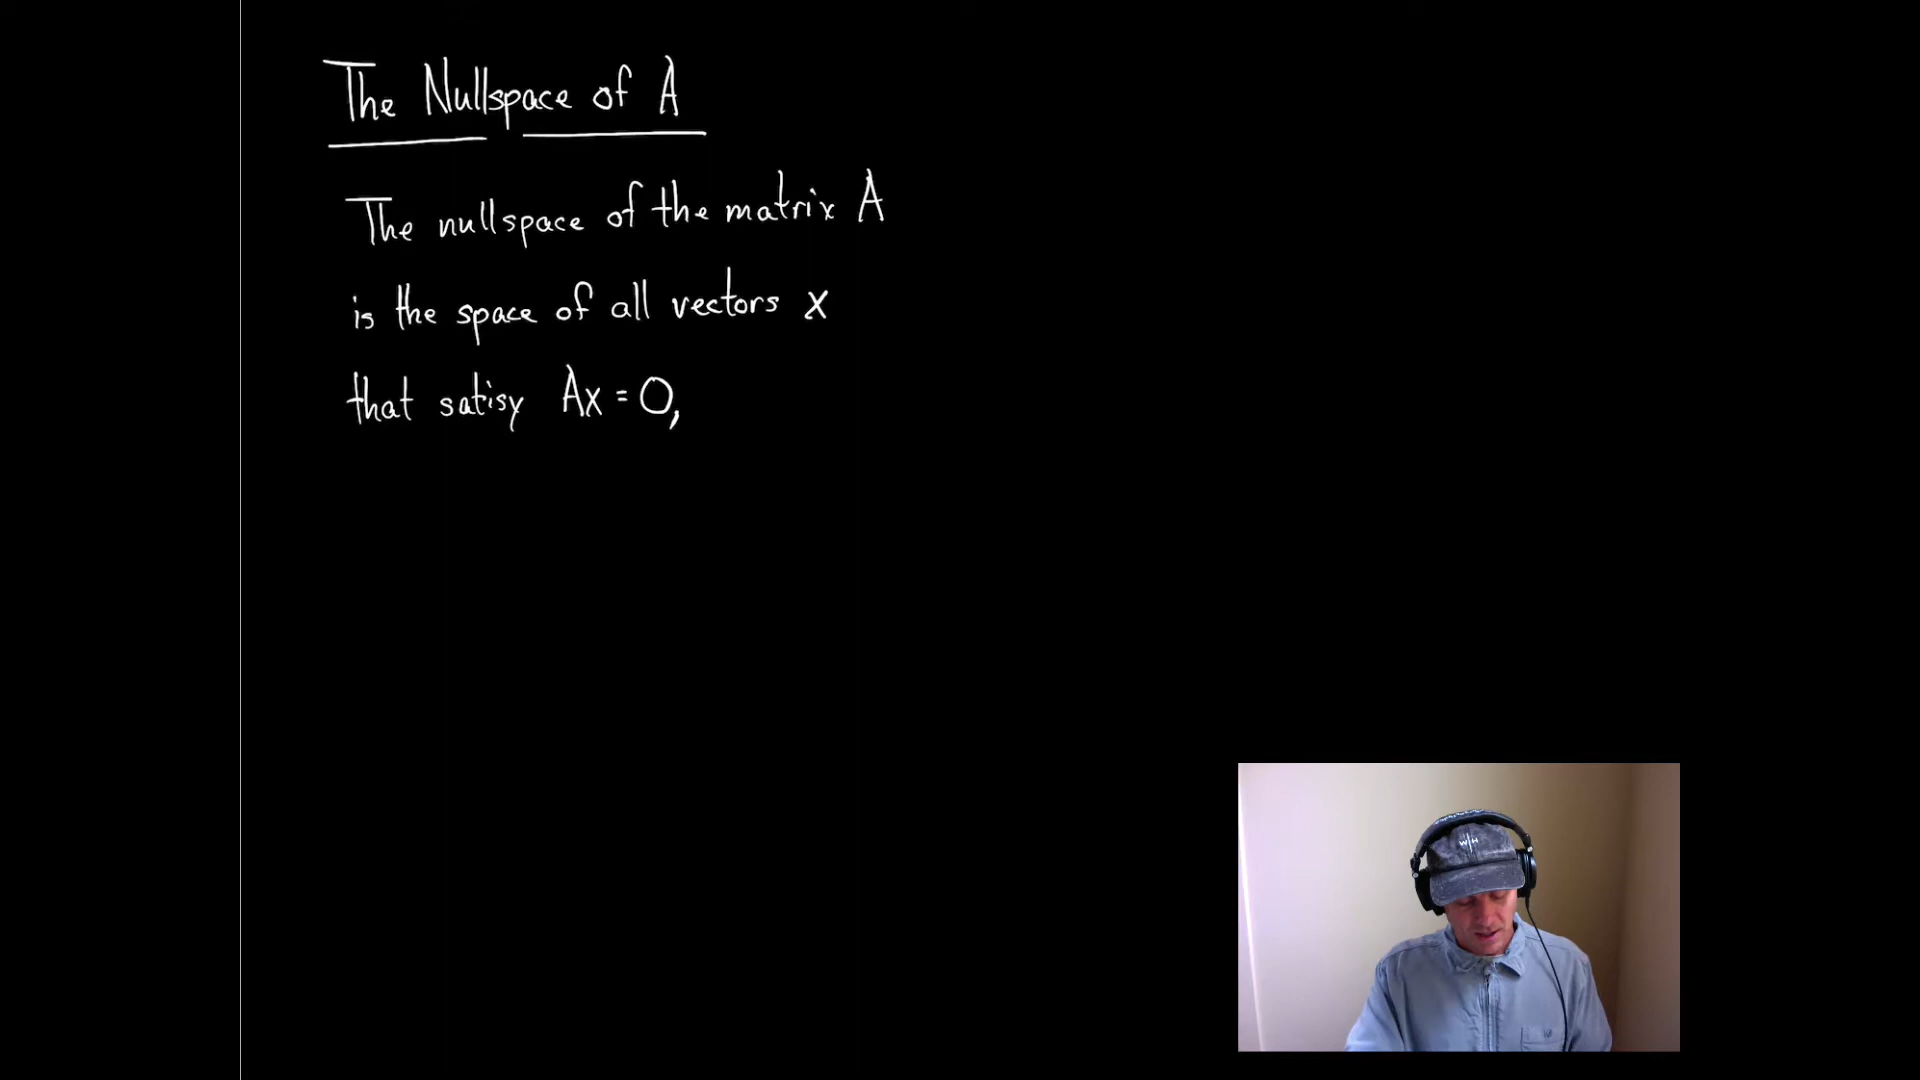 The Nullspace of A
The nullspace of the matrix A
is the space of all vectors x
that satisy Ax = 0,